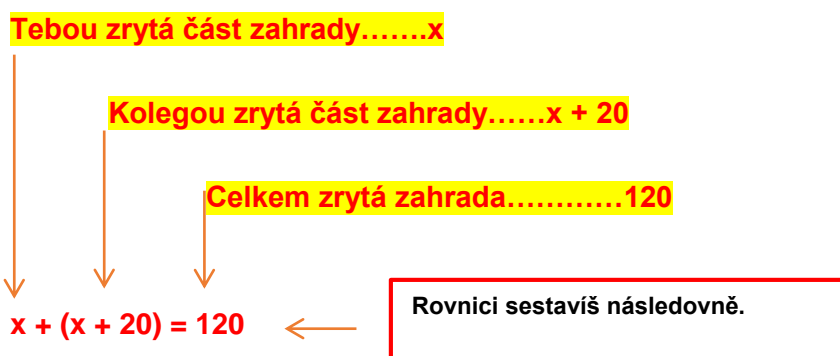 Tebou zrytá část zahrady…….x
Kolegou zrytá část zahrady……x + 20
Celkem zrytá zahrada…………120
x + (x + 20) = 120
Rovnici sestavíš následovně.